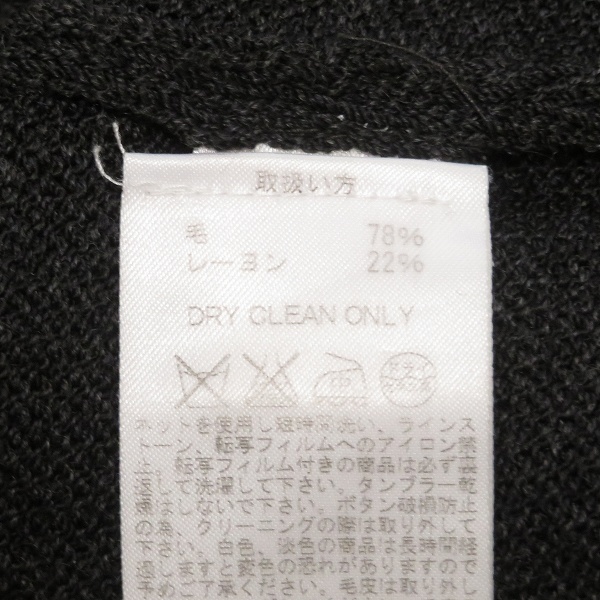 取扱い方
毛 78%
レーヨン 22%
DRY CLEAN ONLY
中 ドライ
ネットを使用し短時間洗い、ラインス
トーン、転写フィルムへのアイロン禁
止。転写フィルム付きの商品は必ず裏
返して洗濯して下さい。タンブラー乾
燥はしないで下さい。ボタン破損防止
の為、クリーニングの際は取り外して
下さい。白色、淡色の商品は長時間経
過しますと変色の恐れがありますので
予めご了承ください。毛皮は取り外し